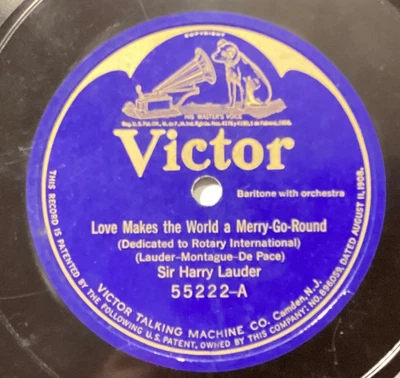 COPYRIGHT
HIS MASTER'S VOICE
Victor
Baritone with orchestra
Love Makes the World a Merry-Go-Round
(Dedicated to Rotary International)
(Lauder-Montague-De Pace)
Sir Harry Lauder
55222-A
VICTOR TALKING MACHINE CO. Camden, N.J.
THIS RECORD IS PATENTED BY THE FOLLOWING U.S. PATENT, OWNED BY THIS COMPANY: NO. 896,059, DATED AUGUST 11, 1908.